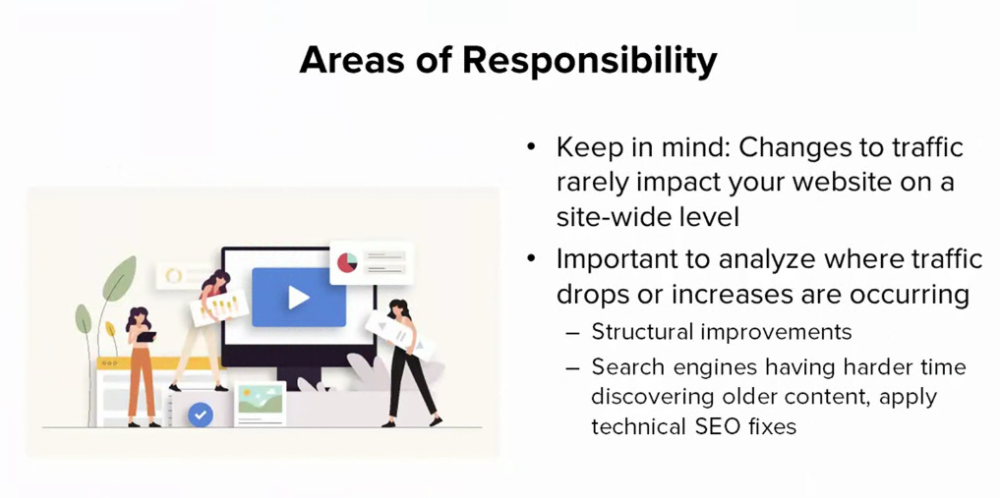 Areas of Responsibility
• Keep in mind: Changes to traffic
rarely impact your website on a
site-wide level
• Important to analyze where traffic
drops or increases are occurring
– Structural improvements
– Search engines having harder time
discovering older content, apply
technical SEO fixes